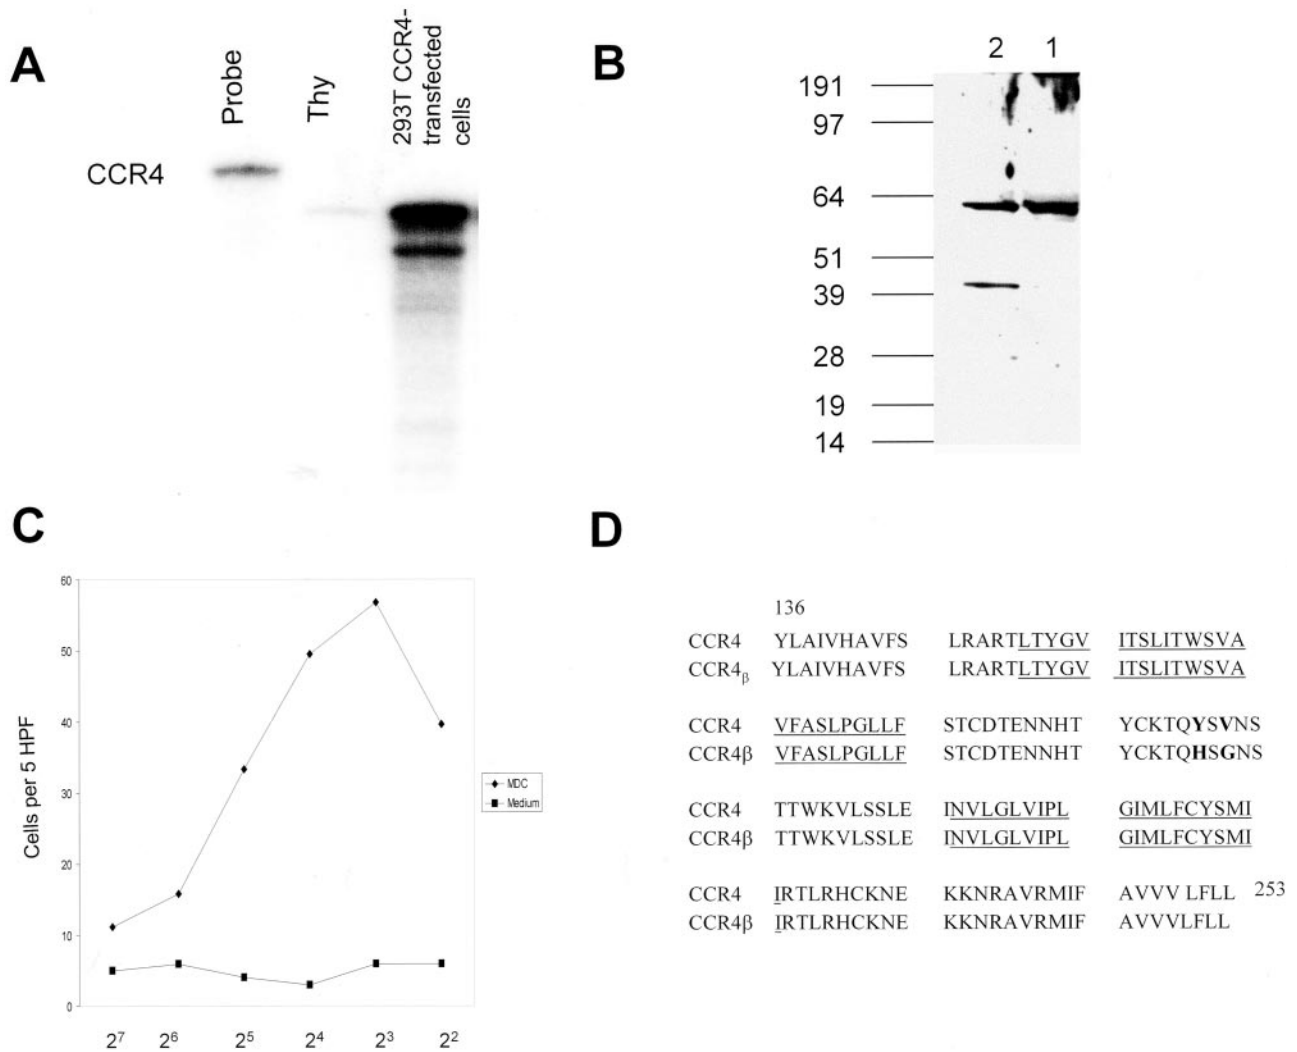 A
Probe
Thy
293T CCR4-
transfected
cells
CCR4
B
2 1
191
97
64
51
39
28
19
14
C
60
50
40
30
20
10
0
Cells per 5 HPF
MDC
Medium
2⁷ 2⁶ 2⁵ 2⁴ 2³ 2²
D
136
CCR4 YLAIVHAVFS LRARTLTYGV ITSLITWSVA
CCR4β YLAIVHAVFS LRARTLTYGV ITSLITWSVA
CCR4 VFASLPGLLF STCDTENNHT YCKTQYSVNS
CCR4β VFASLPGLLF STCDTENNHT YCKTQHSGNS
CCR4 TTWKVLSSLE INVLGLVIPL GIMLFCYSMI
CCR4β TTWKVLSSLE INVLGLVIPL GIMLFCYSMI
CCR4 IRTLRHCKNE KKNRAVRMIF AVVV LFLL 253
CCR4β IRTLRHCKNE KKNRAVRMIF AVVVLFLL